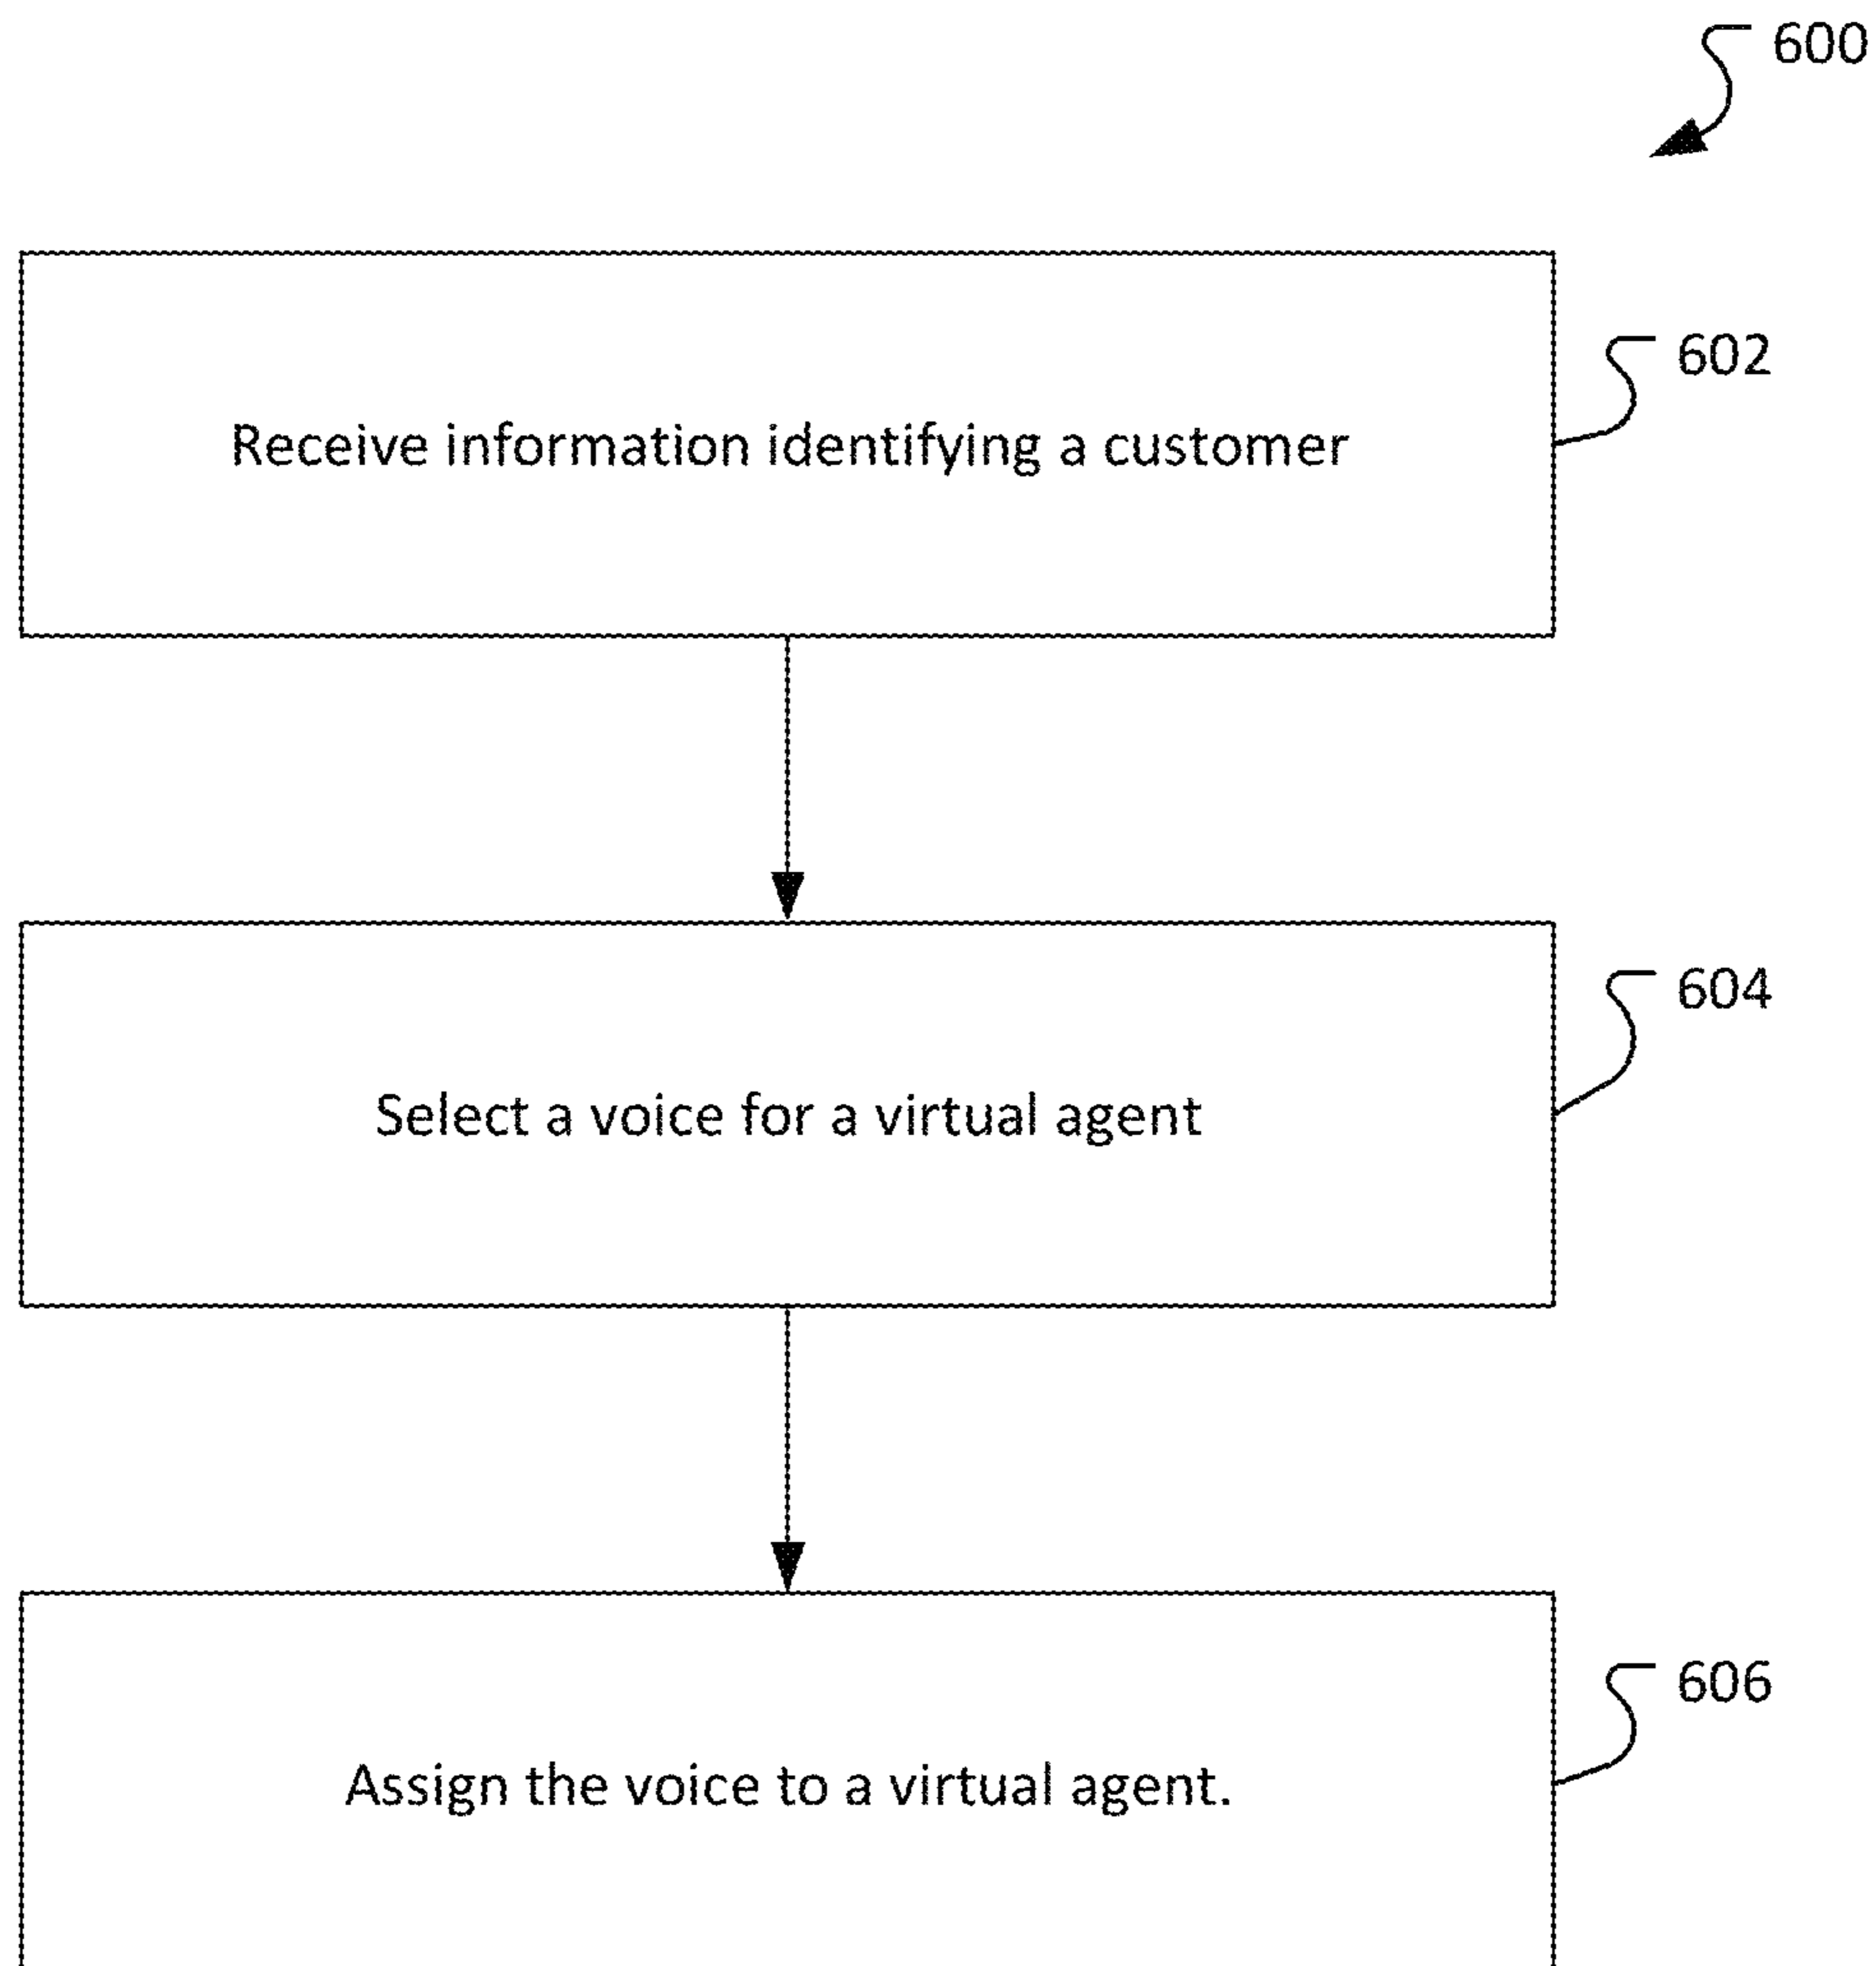 600
Receive information identifying a customer
602
Select a voice for a virtual agent
604
Assign the voice to a virtual agent.
606